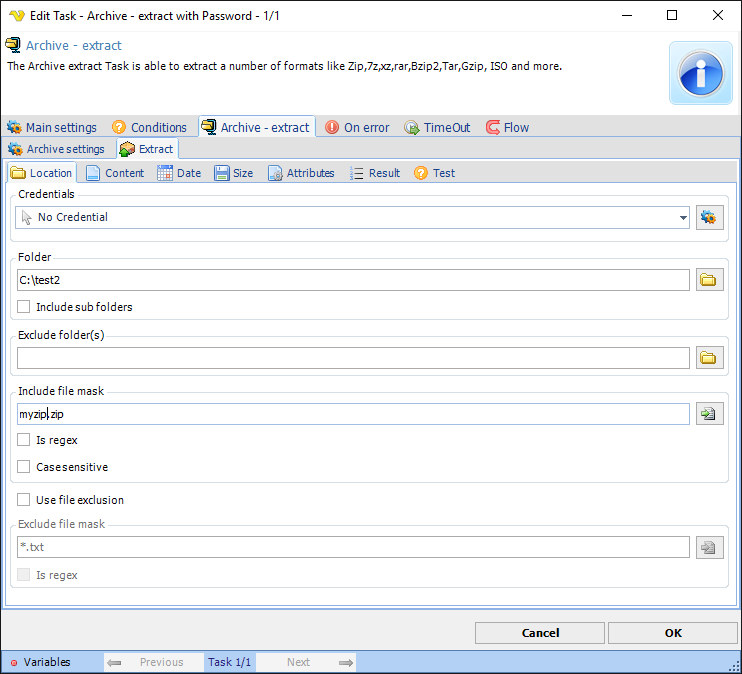 Edit Task - Archive - extract with Password - 1/1
Archive - extract
The Archive extract Task is able to extract a number of formats like Zip,7z,xz,rar,Bzip2,Tar,Gzip, ISO and more.
Main settings Conditions Archive - extract On error TimeOut Flow
Archive settings Extract
Location Content Date Size Attributes Result Test
Credentials
No Credential
Folder
C:\test2
Include sub folders
Exclude folder(s)
Include file mask
myzip.zip
Is regex
Casesensitive
Use file exclusion
Exclude file mask
*.txt
Is regex
Cancel OK
Variables Previous Task 1/1 Next